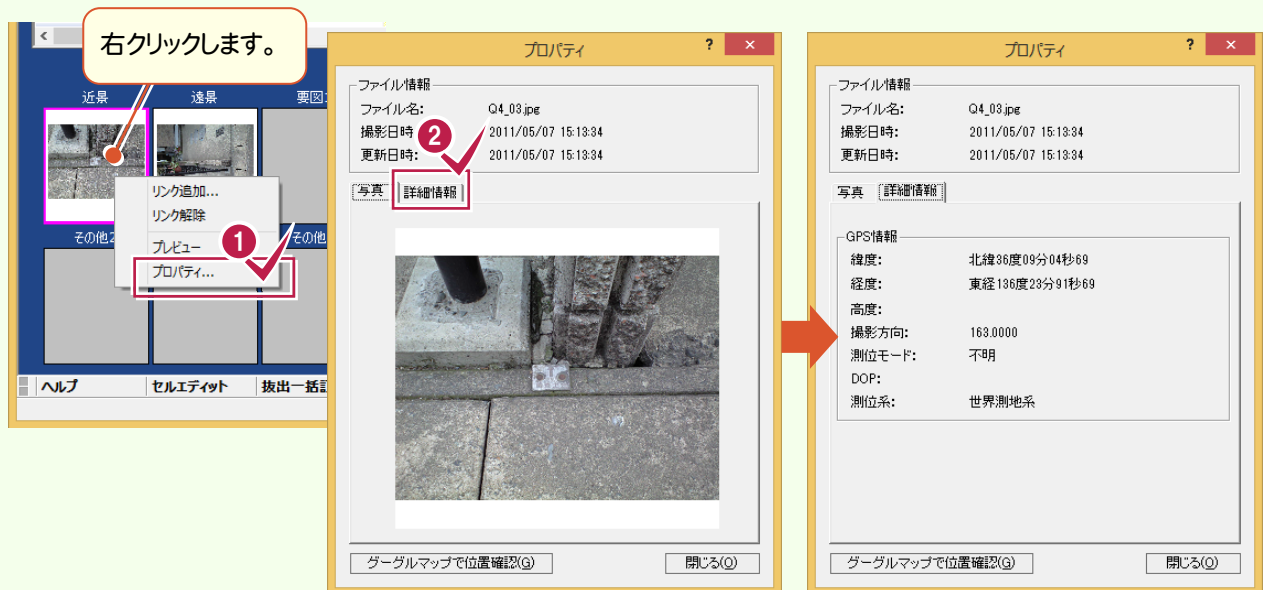 右クリックします。
近景
遠景
要図
リンク追加...
リンク解除
プレビュー
プロパティ...
1
その他2
その他
ヘルプ
セルエディット
抜出一括
プロパティ
ファイル情報
ファイル名: Q4_03.jpg
撮影日時 2011/05/07 15:13:34
更新日時: 2011/05/07 15:13:34
2
写真
詳細情報
グーグルマップで位置確認(G)
閉じる(O)
プロパティ
ファイル情報
ファイル名: Q4_03.jpg
撮影日時: 2011/05/07 15:13:34
更新日時: 2011/05/07 15:13:34
写真
詳細情報
GPS情報
緯度: 北緯36度09分04秒69
経度: 東経136度23分91秒69
高度:
撮影方向: 163.0000
測位モード: 不明
DOP:
測位系: 世界測地系
グーグルマップで位置確認(G)
閉じる(O)